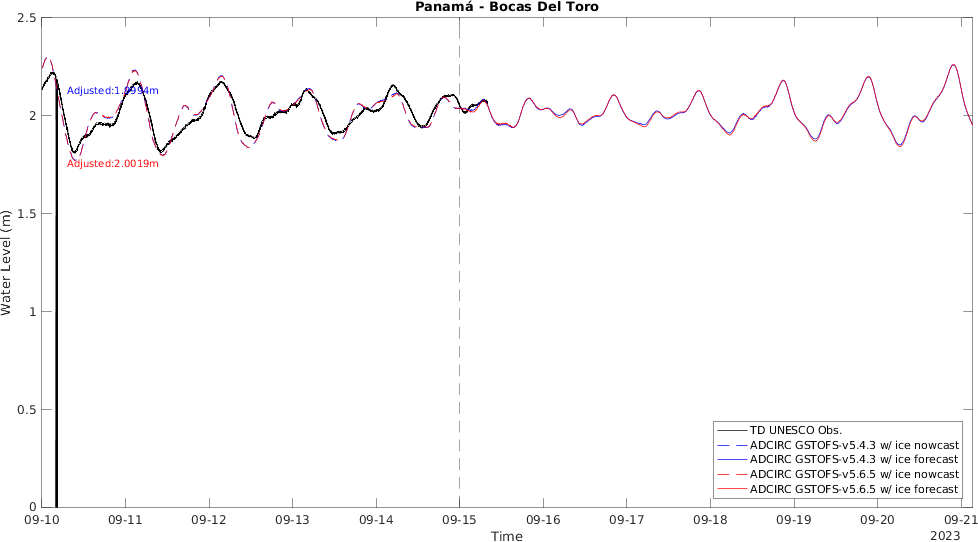 Panamá - Bocas Del Toro
Water Level (m)
2.5
2
1.5
1
0.5
0
Adjusted:1.9994m
Adjusted:2.0019m
TD UNESCO Obs.
ADCIRC GSTOFS-v5.4.3 w/ ice nowcast
ADCIRC GSTOFS-v5.4.3 w/ ice forecast
ADCIRC GSTOFS-v5.6.5 w/ ice nowcast
ADCIRC GSTOFS-v5.6.5 w/ ice forecast
09-10 09-11 09-12 09-13 09-14 09-15 09-16 09-17 09-18 09-19 09-20 09-21
Time
2023